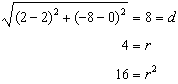 √((2−2)² + (−8−0)²) = 8 = d
4 = r
16 = r²